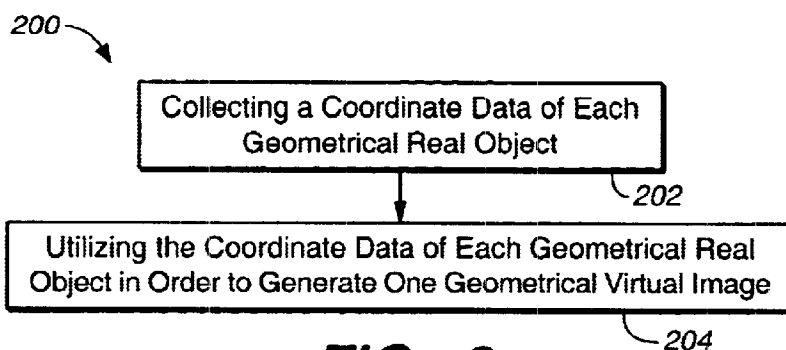 200
Collecting a Coordinate Data of Each
Geometrical Real Object
202
Utilizing the Coordinate Data of Each Geometrical Real
Object in Order to Generate One Geometrical Virtual Image
204